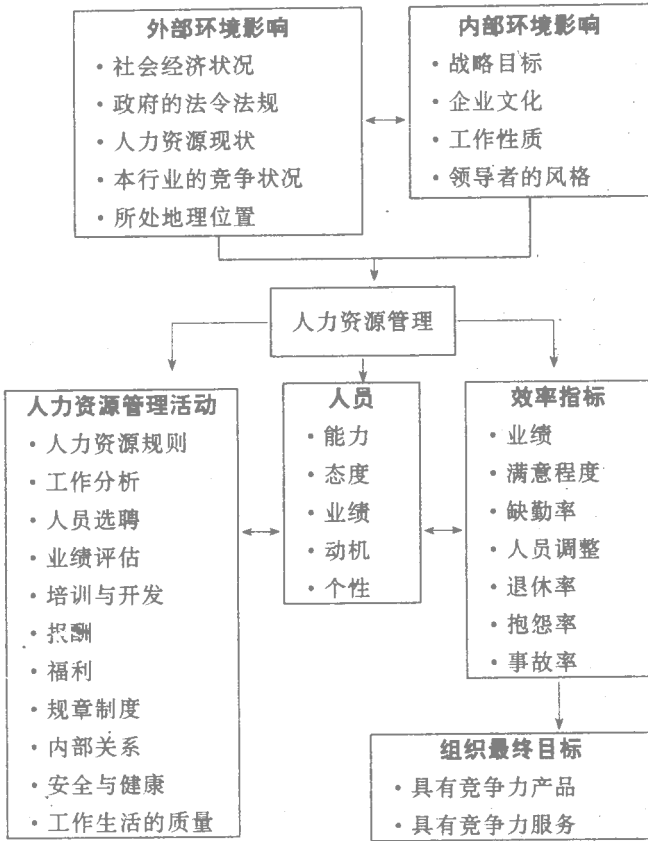 外部环境影响
· 社会经济状况
· 政府的法令法规
· 人力资源现状
· 本行业的竞争状况
· 所处地理位置
内部环境影响
· 战略目标
· 企业文化
· 工作性质
· 领导者的风格
人力资源管理
人力资源管理活动
· 人力资源规则
· 工作分析
· 人员选聘
· 业绩评估
· 培训与开发
· 报酬
· 福利
· 规章制度
· 内部关系
· 安全与健康
· 工作生活的质量
人员
· 能力
· 态度
· 业绩
· 动机
· 个性
效率指标
· 业绩
· 满意程度
· 缺勤率
· 人员调整
· 退休率
· 抱怨率
· 事故率
组织最终目标
· 具有竞争力产品
· 具有竞争力服务